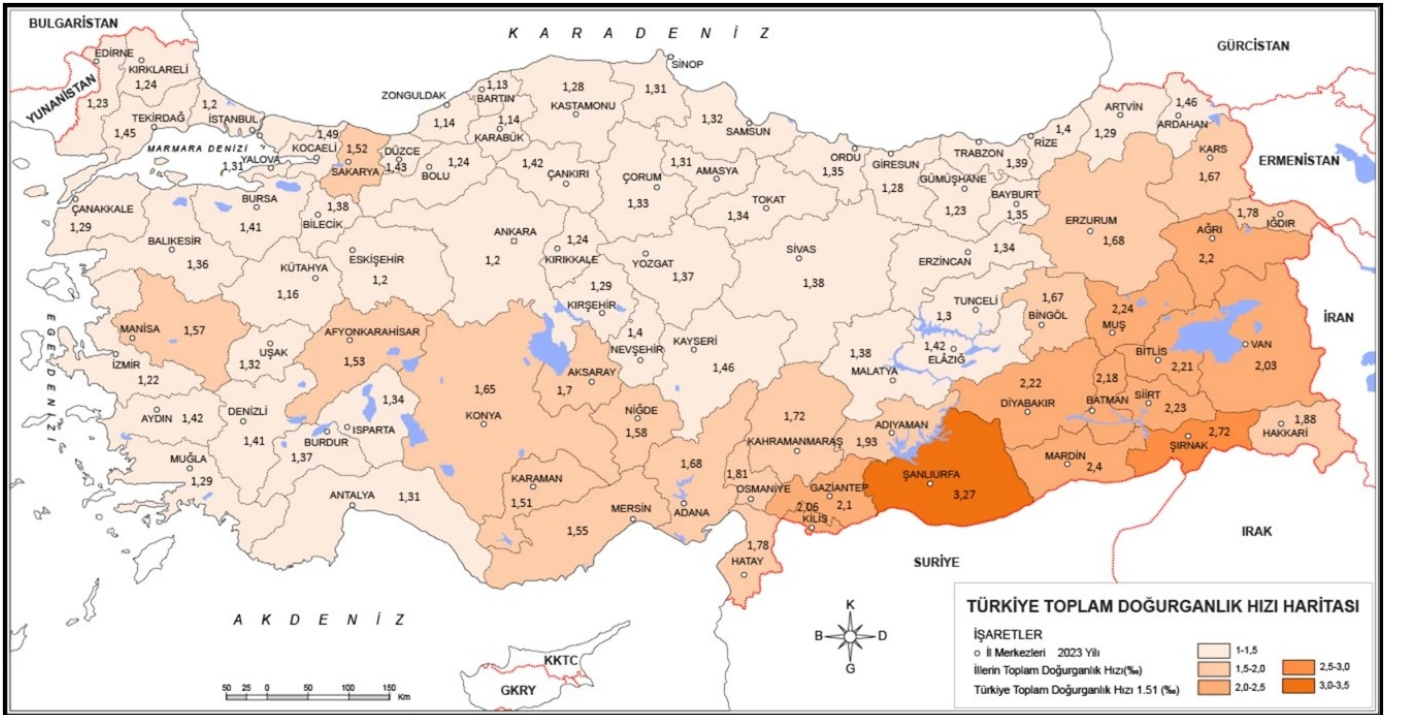 BULGARİSTAN
KARADENİZ
GÜRCİSTAN
YUNANİSTAN
EDİRNE
1,23
KIRKLARELİ
1,24
TEKİRDAĞ
1,45
1,2
İSTANBUL
MARMARA DENİZİ
1,31
YALOVA
1,49
KOCAELİ
1,52
SAKARYA
DÜZCE
1,43
1,24
BOLU
ZONGULDAK
1,14
1,13
BARTIN
1,14
KARABÜK
1,28
KASTAMONU
SİNOP
1,31
1,32
SAMSUN
1,42
ÇANKIRI
ÇORUM
1,33
1,31
AMASYA
TOKAT
1,34
ORDU
1,35
GİRESUN
1,28
TRABZON
1,39
GÜMÜŞHANE
1,23
BAYBURT
1,35
RİZE
1,4
ARTVİN
1,29
1,46
ARDAHAN
KARS
1,67
ERMENİSTAN
ÇANAKKALE
1,29
BALIKESİR
1,36
BURSA
1,41
1,38
BİLECİK
ESKİŞEHİR
1,2
KÜTAHYA
1,16
ANKARA
1,2
1,24
KIRIKKALE
YOZGAT
1,37
SİVAS
1,38
ERZİNCAN
1,34
ERZURUM
1,68
1,78
IĞDIR
AĞRI
2,2
İRAN
EGE DENİZİ
MANİSA
1,57
İZMİR
1,22
UŞAK
1,32
AFYONKARAHİSAR
1,53
KONYA
1,65
1,29
KIRŞEHİR
1,4
NEVŞEHİR
AKSARAY
1,7
NİĞDE
1,58
KAYSERİ
1,46
1,38
MALATYA
TUNCELİ
1,3
1,42
ELÂZIĞ
1,67
BİNGÖL
2,24
MUŞ
BİTLİS
2,21
VAN
2,03
AYDIN
1,42
DENİZLİ
1,41
MUĞLA
1,29
BURDUR
1,37
1,34
ISPARTA
ANTALYA
1,31
KARAMAN
1,51
MERSİN
1,55
1,68
ADANA
1,81
OSMANİYE
1,78
HATAY
1,72
KAHRAMANMARAŞ
ADIYAMAN
1,93
GAZİANTEP
2,1
2,06
KİLİS
ŞANLIURFA
3,27
2,22
DİYABAKIR
2,18
BATMAN
SİİRT
2,23
MARDİN
2,4
2,72
ŞIRNAK
1,88
HAKKARİ
SURİYE
IRAK
AKDENİZ
KKTC
GKRY
50 25 0 50 100 150
Km
K
B D
G
TÜRKİYE TOPLAM DOĞURGANLIK HIZI HARİTASI
İŞARETLER
İl Merkezleri 2023 Yılı
İllerin Toplam Doğurganlık Hızı(‰)
Türkiye Toplam Doğurganlık Hızı 1.51 (‰)
1-1,5
1,5-2,0
2,0-2,5
2,5-3,0
3,0-3,5